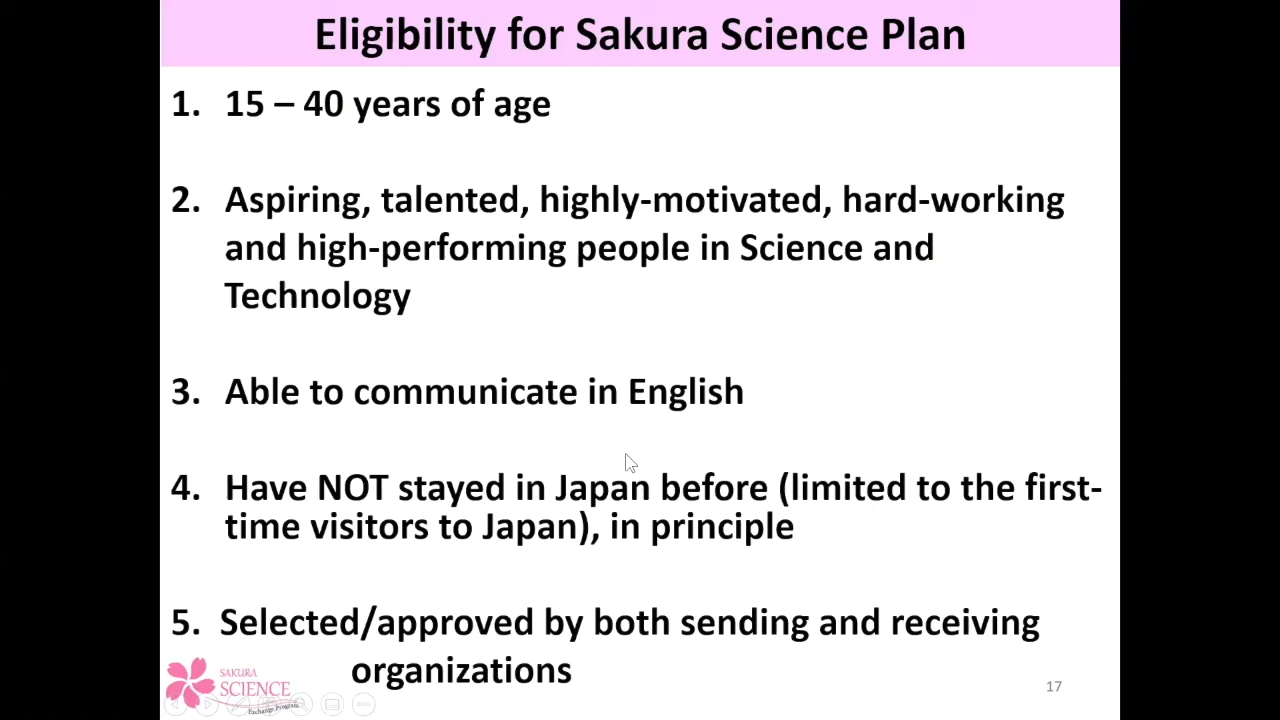 Eligibility for Sakura Science Plan
1. 15 – 40 years of age
2. Aspiring, talented, highly-motivated, hard-working
and high-performing people in Science and
Technology
3. Able to communicate in English
4. Have NOT stayed in Japan before (limited to the first-
time visitors to Japan), in principle
5. Selected/approved by both sending and receiving
organizations
SAKURA
SCIENCE
Exchange Program
17